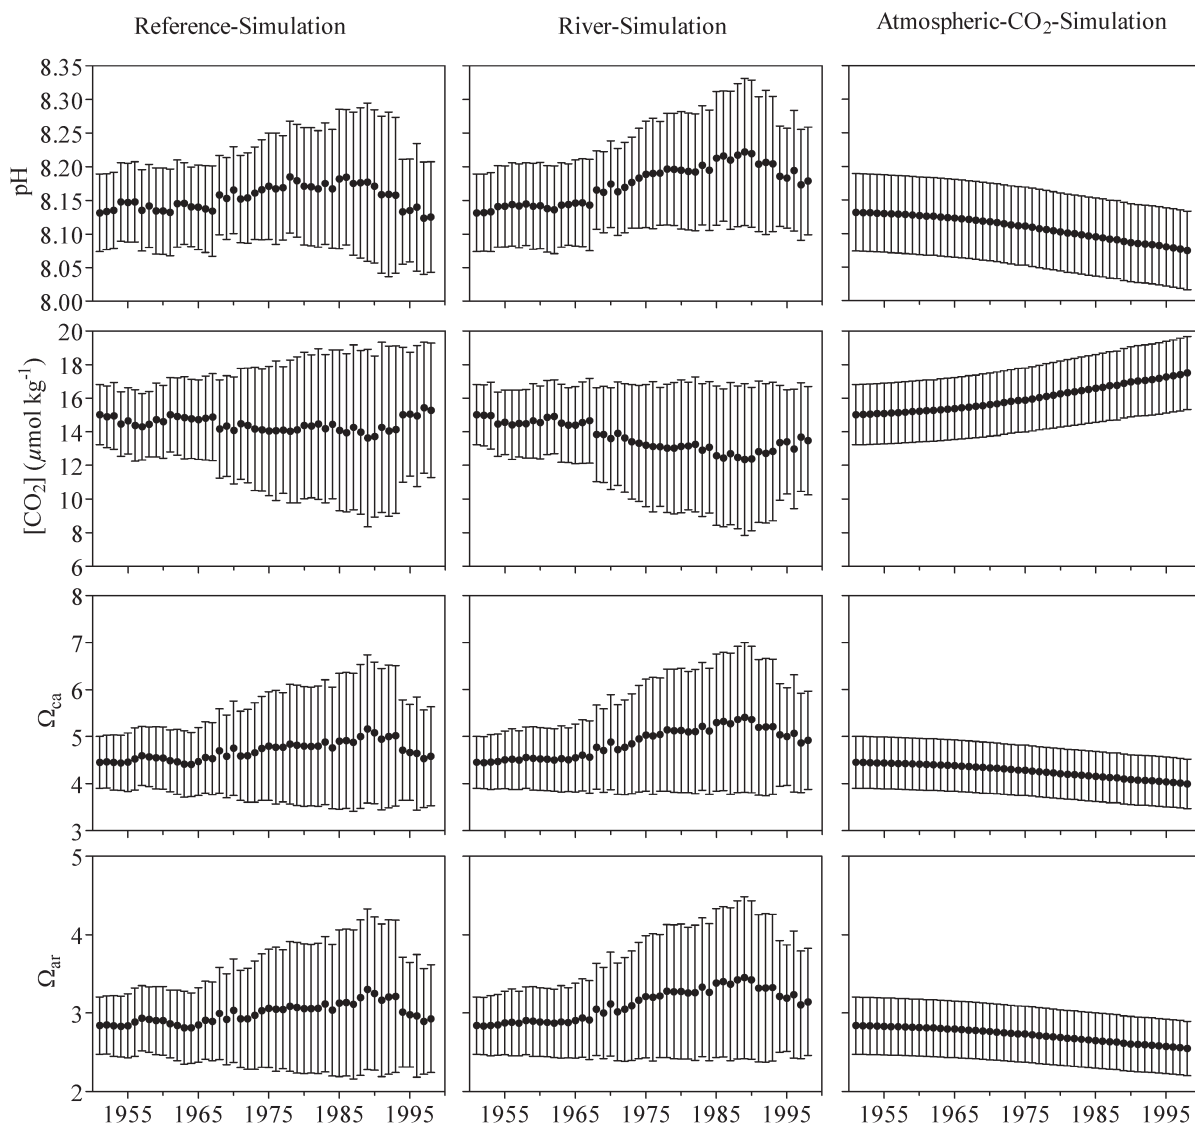 Reference-Simulation
River-Simulation
Atmospheric-CO₂-Simulation
pH
8.35
8.30
8.25
8.20
8.15
8.10
8.05
8.00
[CO₂] (μmol kg⁻¹)
20
18
16
14
12
10
8
6
Ωca
8
7
6
5
4
3
Ωar
5
4
3
2
1955 1965 1975 1985 1995
1955 1965 1975 1985 1995
1955 1965 1975 1985 1995